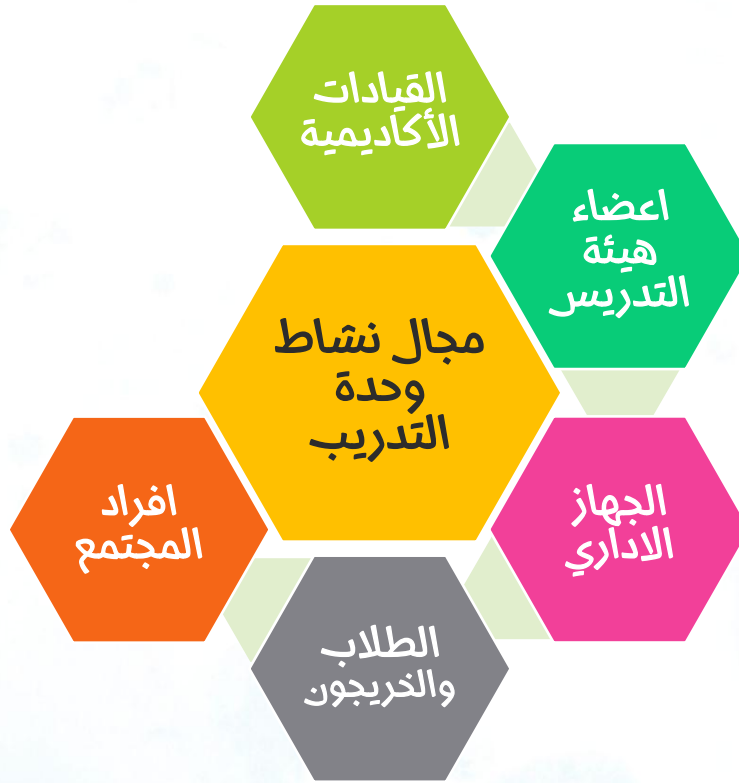 القيادات
الأكاديمية
اعضاء
هيئة
التدريس
مجال نشاط
وحدة
التدريب
الجهاز
الاداري
افراد
المجتمع
الطلاب
والخريجون